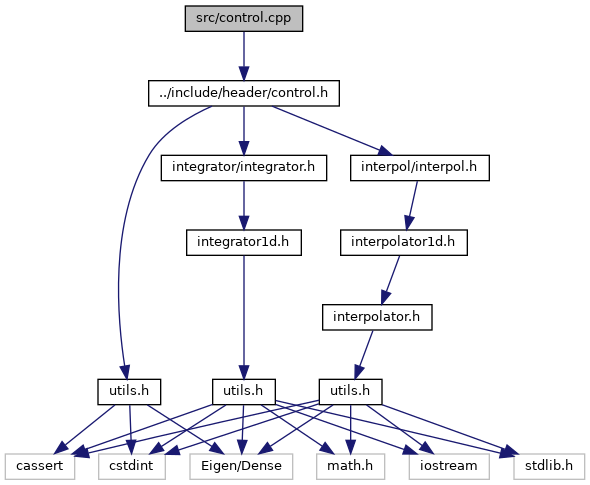 src/control.cpp
../include/header/control.h
integrator/integrator.h
interpol/interpol.h
integrator1d.h
interpolator1d.h
interpolator.h
utils.h
utils.h
utils.h
cassert
cstdint
Eigen/Dense
math.h
iostream
stdlib.h